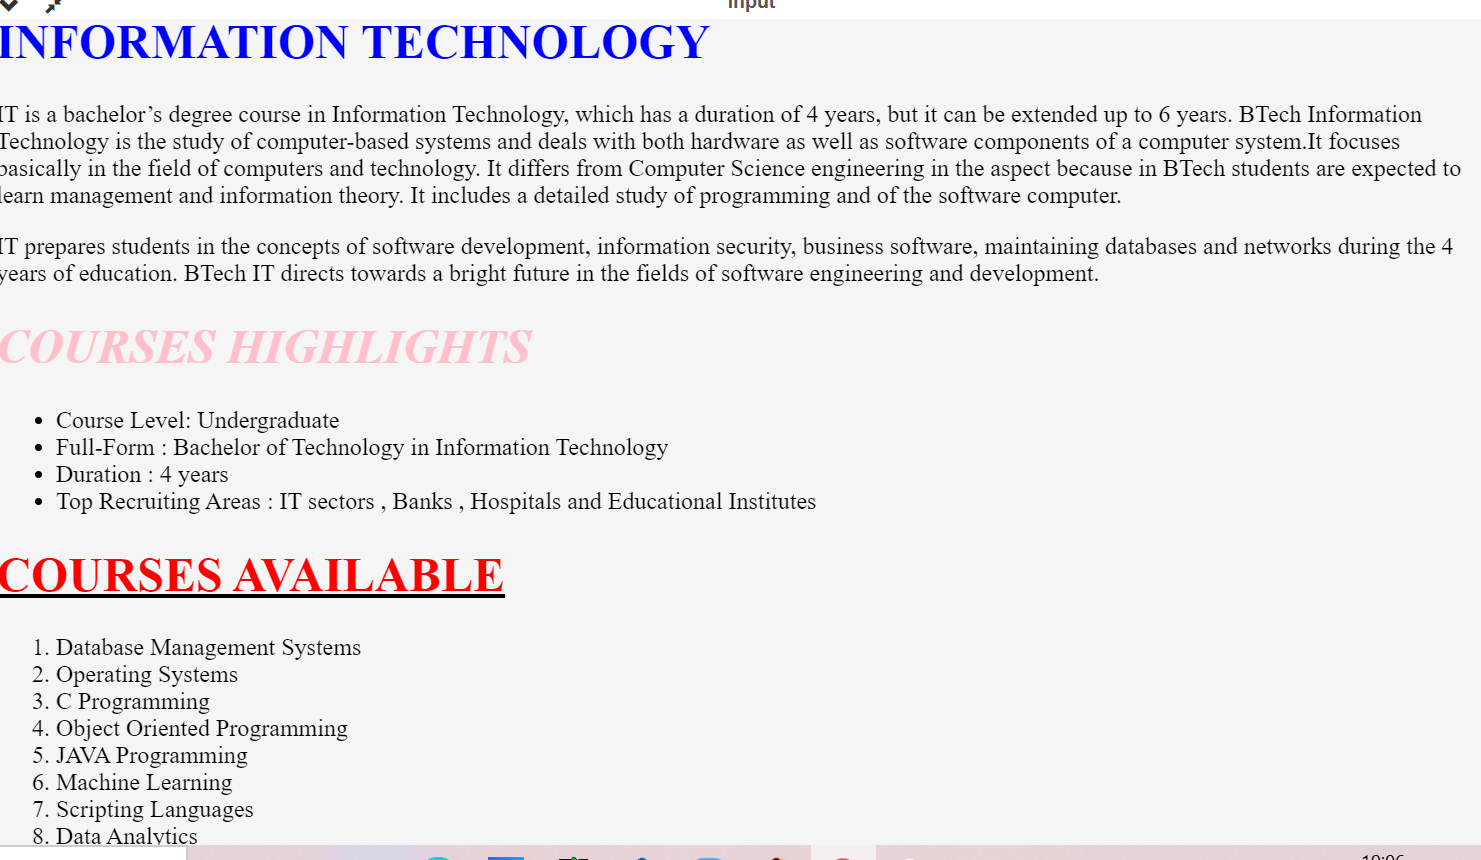 input
INFORMATION TECHNOLOGY
IT is a bachelor’s degree course in Information Technology, which has a duration of 4 years, but it can be extended up to 6 years. BTech Information
Technology is the study of computer-based systems and deals with both hardware as well as software components of a computer system.It focuses
basically in the field of computers and technology. It differs from Computer Science engineering in the aspect because in BTech students are expected to
learn management and information theory. It includes a detailed study of programming and of the software computer.
IT prepares students in the concepts of software development, information security, business software, maintaining databases and networks during the 4
years of education. BTech IT directs towards a bright future in the fields of software engineering and development.
COURSES HIGHLIGHTS
• Course Level: Undergraduate
• Full-Form : Bachelor of Technology in Information Technology
• Duration : 4 years
• Top Recruiting Areas : IT sectors , Banks , Hospitals and Educational Institutes
COURSES AVAILABLE
1. Database Management Systems
2. Operating Systems
3. C Programming
4. Object Oriented Programming
5. JAVA Programming
6. Machine Learning
7. Scripting Languages
8. Data Analytics